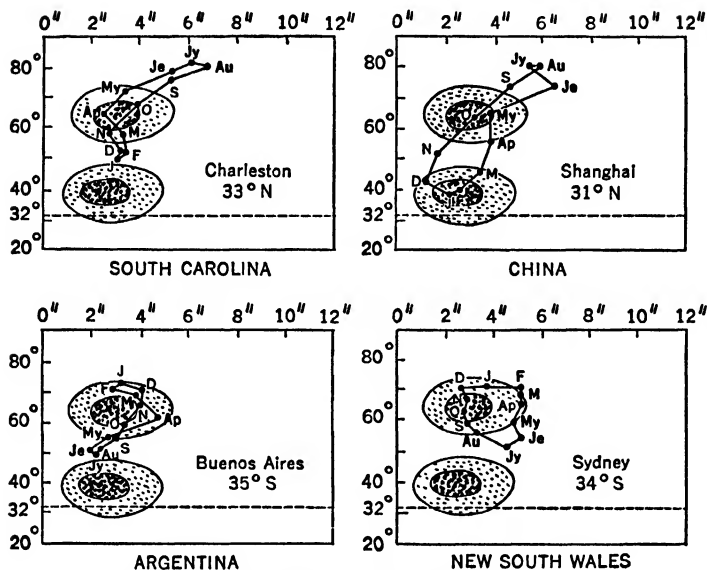 0" 2" 4" 6" 8" 10" 12"
80°
60°
40°
32°
20°
Jy
Je
Au
S
My
Ap
O
N
M
D
F
J
Charleston
33° N
SOUTH CAROLINA
0" 2" 4" 6" 8" 10" 12"
80°
60°
40°
32°
20°
Jy Au
S
Je
O
My
Ap
N
M
D
J F
Shanghai
31° N
CHINA
0" 2" 4" 6" 8" 10" 12"
80°
60°
40°
32°
20°
J
F
D
M
N
Ap
O
My
S
Je
Au
Jy
Buenos Aires
35° S
ARGENTINA
0" 2" 4" 6" 8" 10" 12"
80°
60°
40°
32°
20°
D J F
M
Ap
O
S
My
Au
Je
Jy
Sydney
34° S
NEW SOUTH WALES